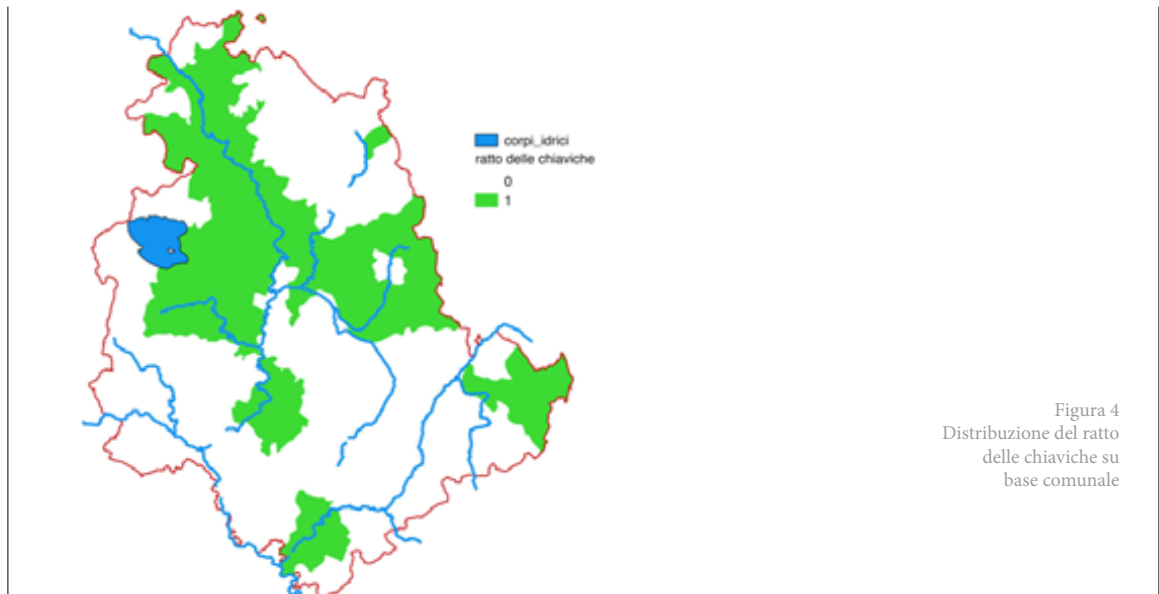 corpi_idrici
ratto delle chiaviche
0
1
Figura 4
Distribuzione del ratto
delle chiaviche su
base comunale